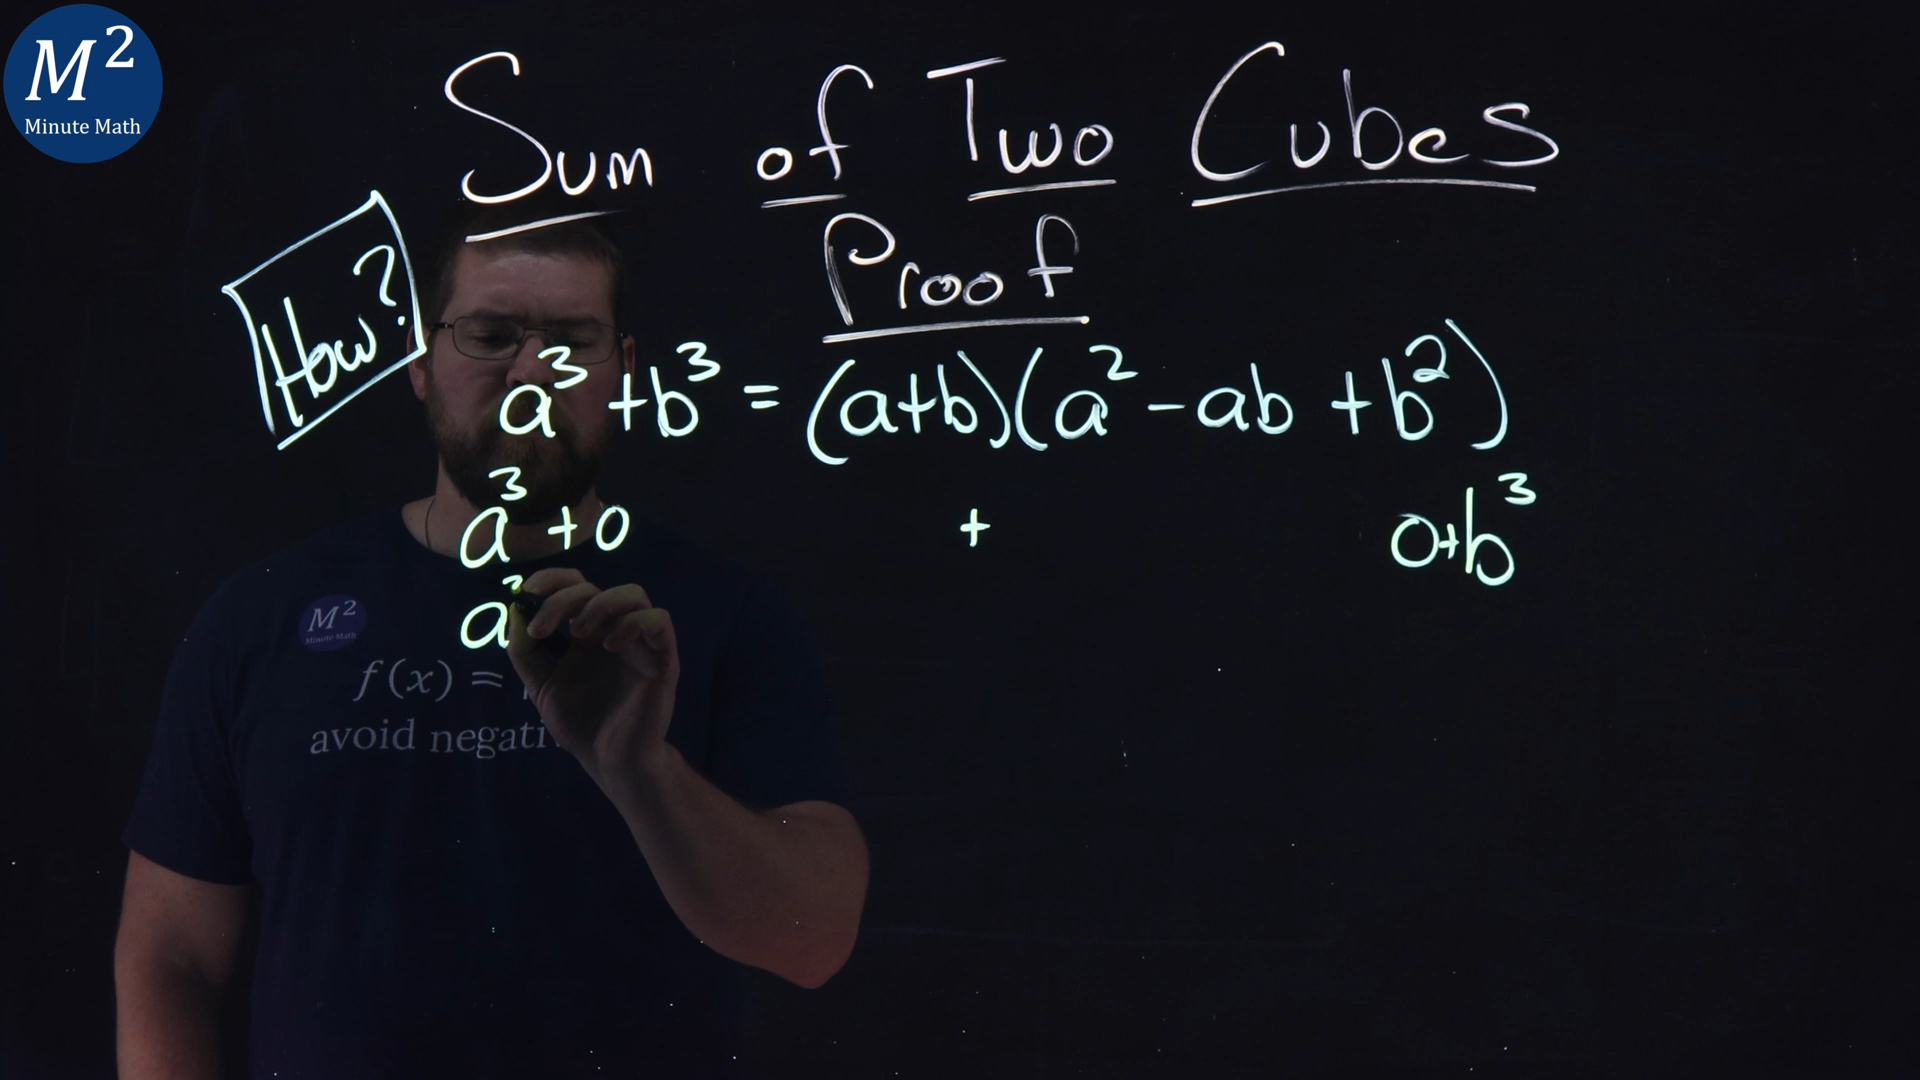 M²
Minute Math
Sum of Two Cubes
Proof
How?
a³ + b³ = (a+b)(a² - ab + b²)
a³ + 0 + 0+b³
a³
M²
Minute Math
f(x) =
avoid